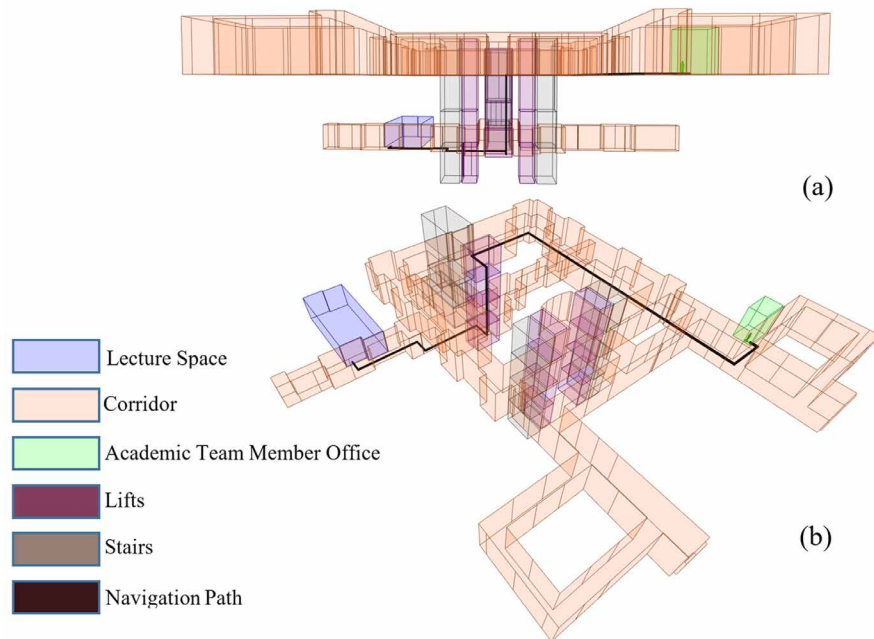 (a)
Lecture Space
Corridor
Academic Team Member Office
Lifts
Stairs
Navigation Path
(b)